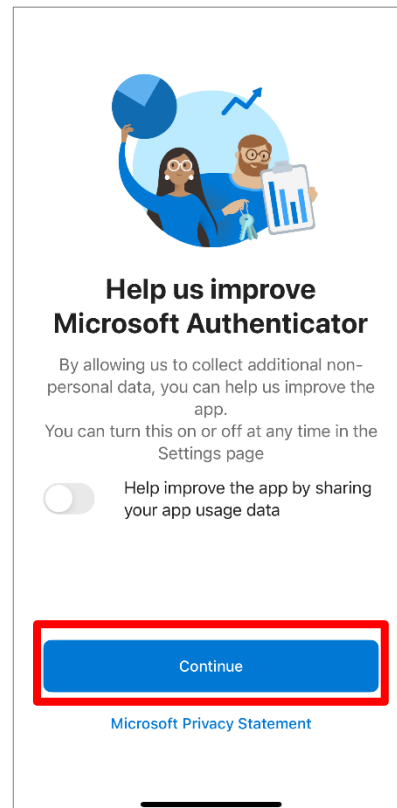 Help us improve
Microsoft Authenticator
By allowing us to collect additional non-
personal data, you can help us improve the
app.
You can turn this on or off at any time in the
Settings page
Help improve the app by sharing
your app usage data
Continue
Microsoft Privacy Statement